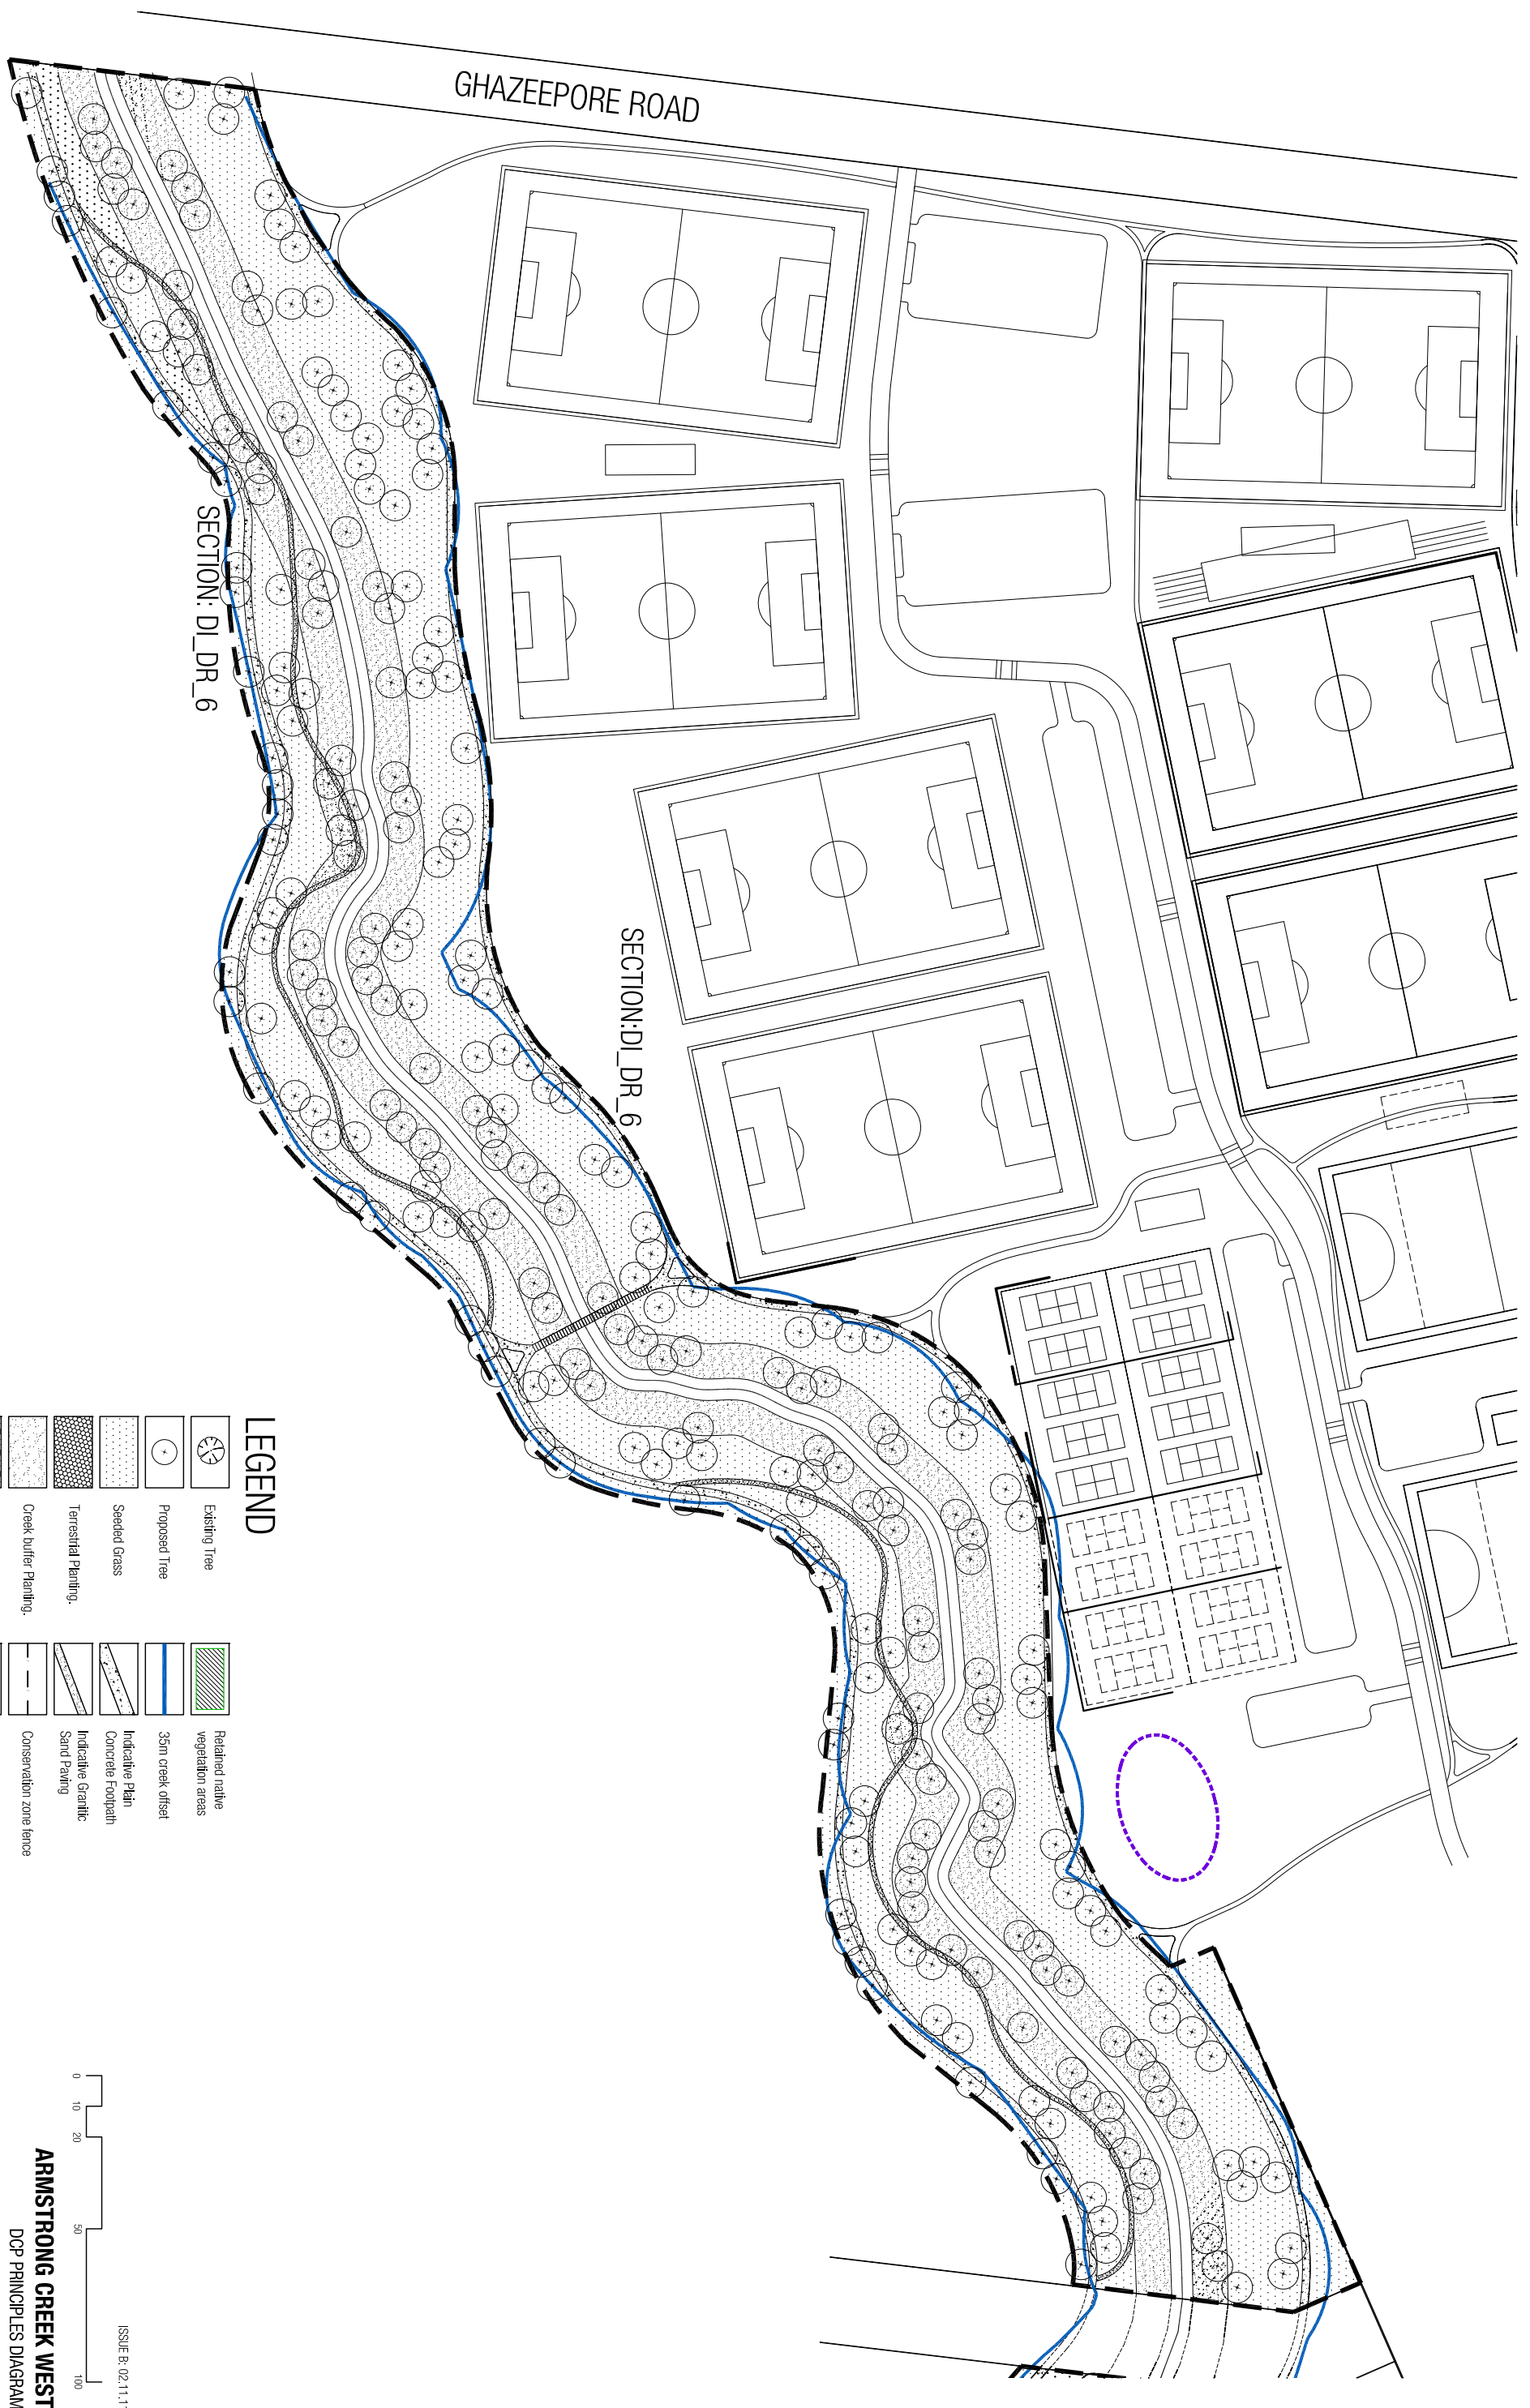 GHAZEEPORE ROAD
SECTION: DI_DR_6
SECTION:DI_DR_6
LEGEND
Existing Tree
Proposed Tree
Seeded Grass
Terrestrial Planting.
Creek buffer Planting.
Retained native
vegetation areas
35m creek offset
Indicative Plain
Concrete Footpath
Indicative Granitic
Sand Paving
Conservation zone fence
0 10 20 50 100
ARMSTRONG CREEK WEST
DCP PRINCIPLES DIAGRAM